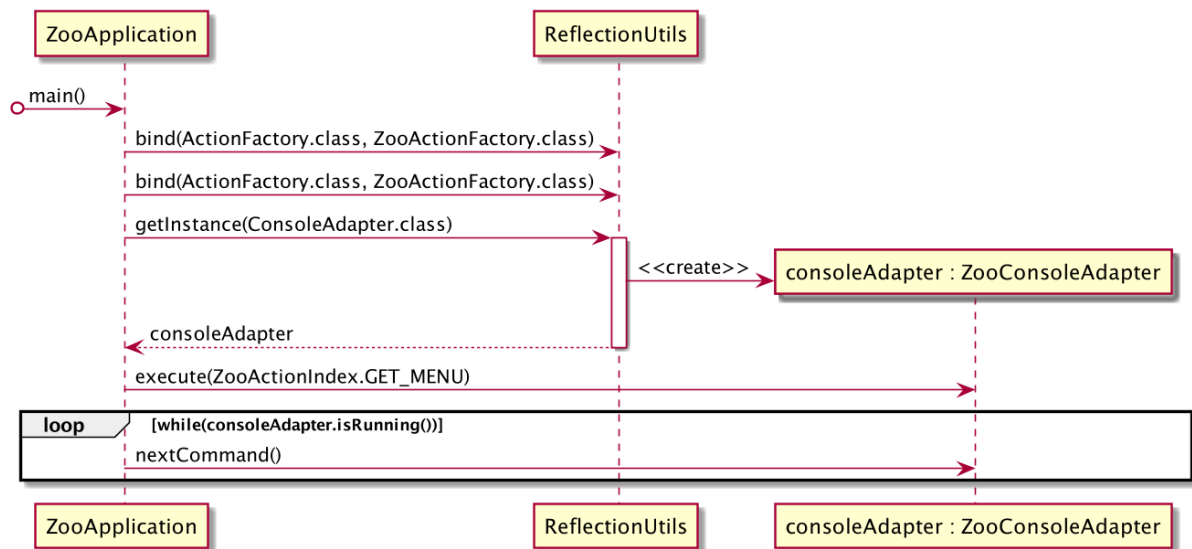 ZooApplication
ReflectionUtils
main()
bind(ActionFactory.class, ZooActionFactory.class)
bind(ActionFactory.class, ZooActionFactory.class)
getInstance(ConsoleAdapter.class)
<<create>>
consoleAdapter : ZooConsoleAdapter
consoleAdapter
execute(ZooActionIndex.GET_MENU)
loop [while(consoleAdapter.isRunning())]
nextCommand()
ZooApplication
ReflectionUtils
consoleAdapter : ZooConsoleAdapter